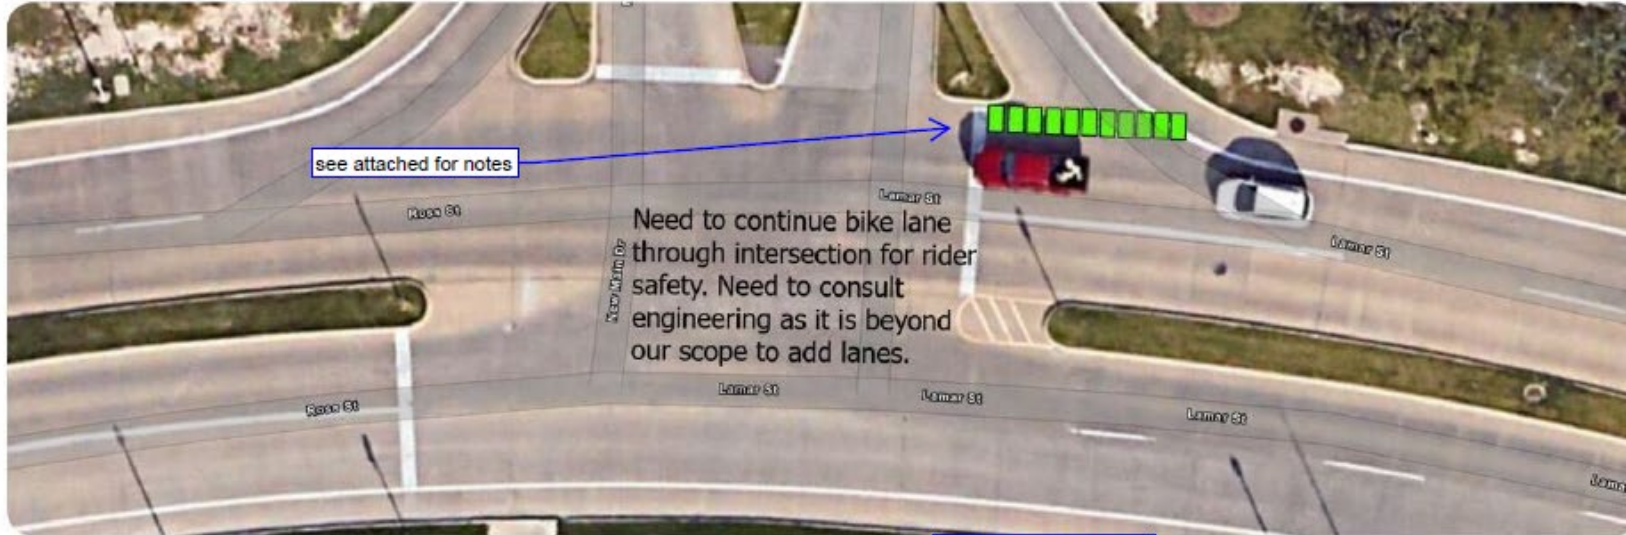 see attached for notes
Ross St
Lamar St
Need to continue bike lane
through intersection for rider
safety. Need to consult
engineering as it is beyond
our scope to add lanes.
New Main Dr
Lamar St
Ross St
Lamar St
Lamar St
Lamar St
Lama